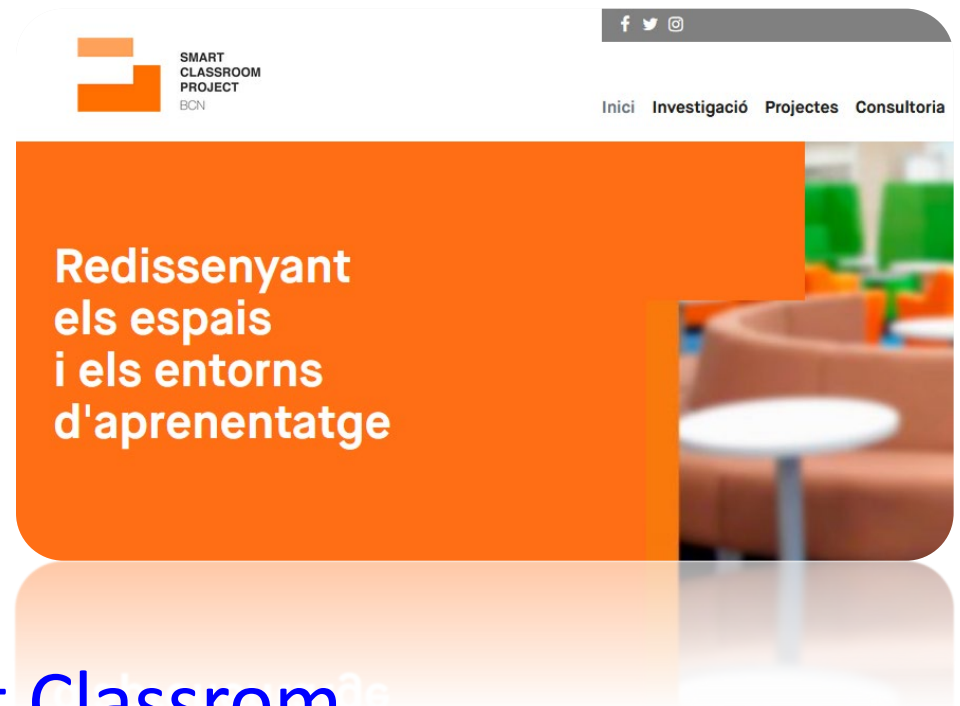 SMART
CLASSROOM
PROJECT
BCN
Inici Investigació Projectes Consultoria
Redissenyant
els espais
i els entorns
d'aprenentatge
Classrom